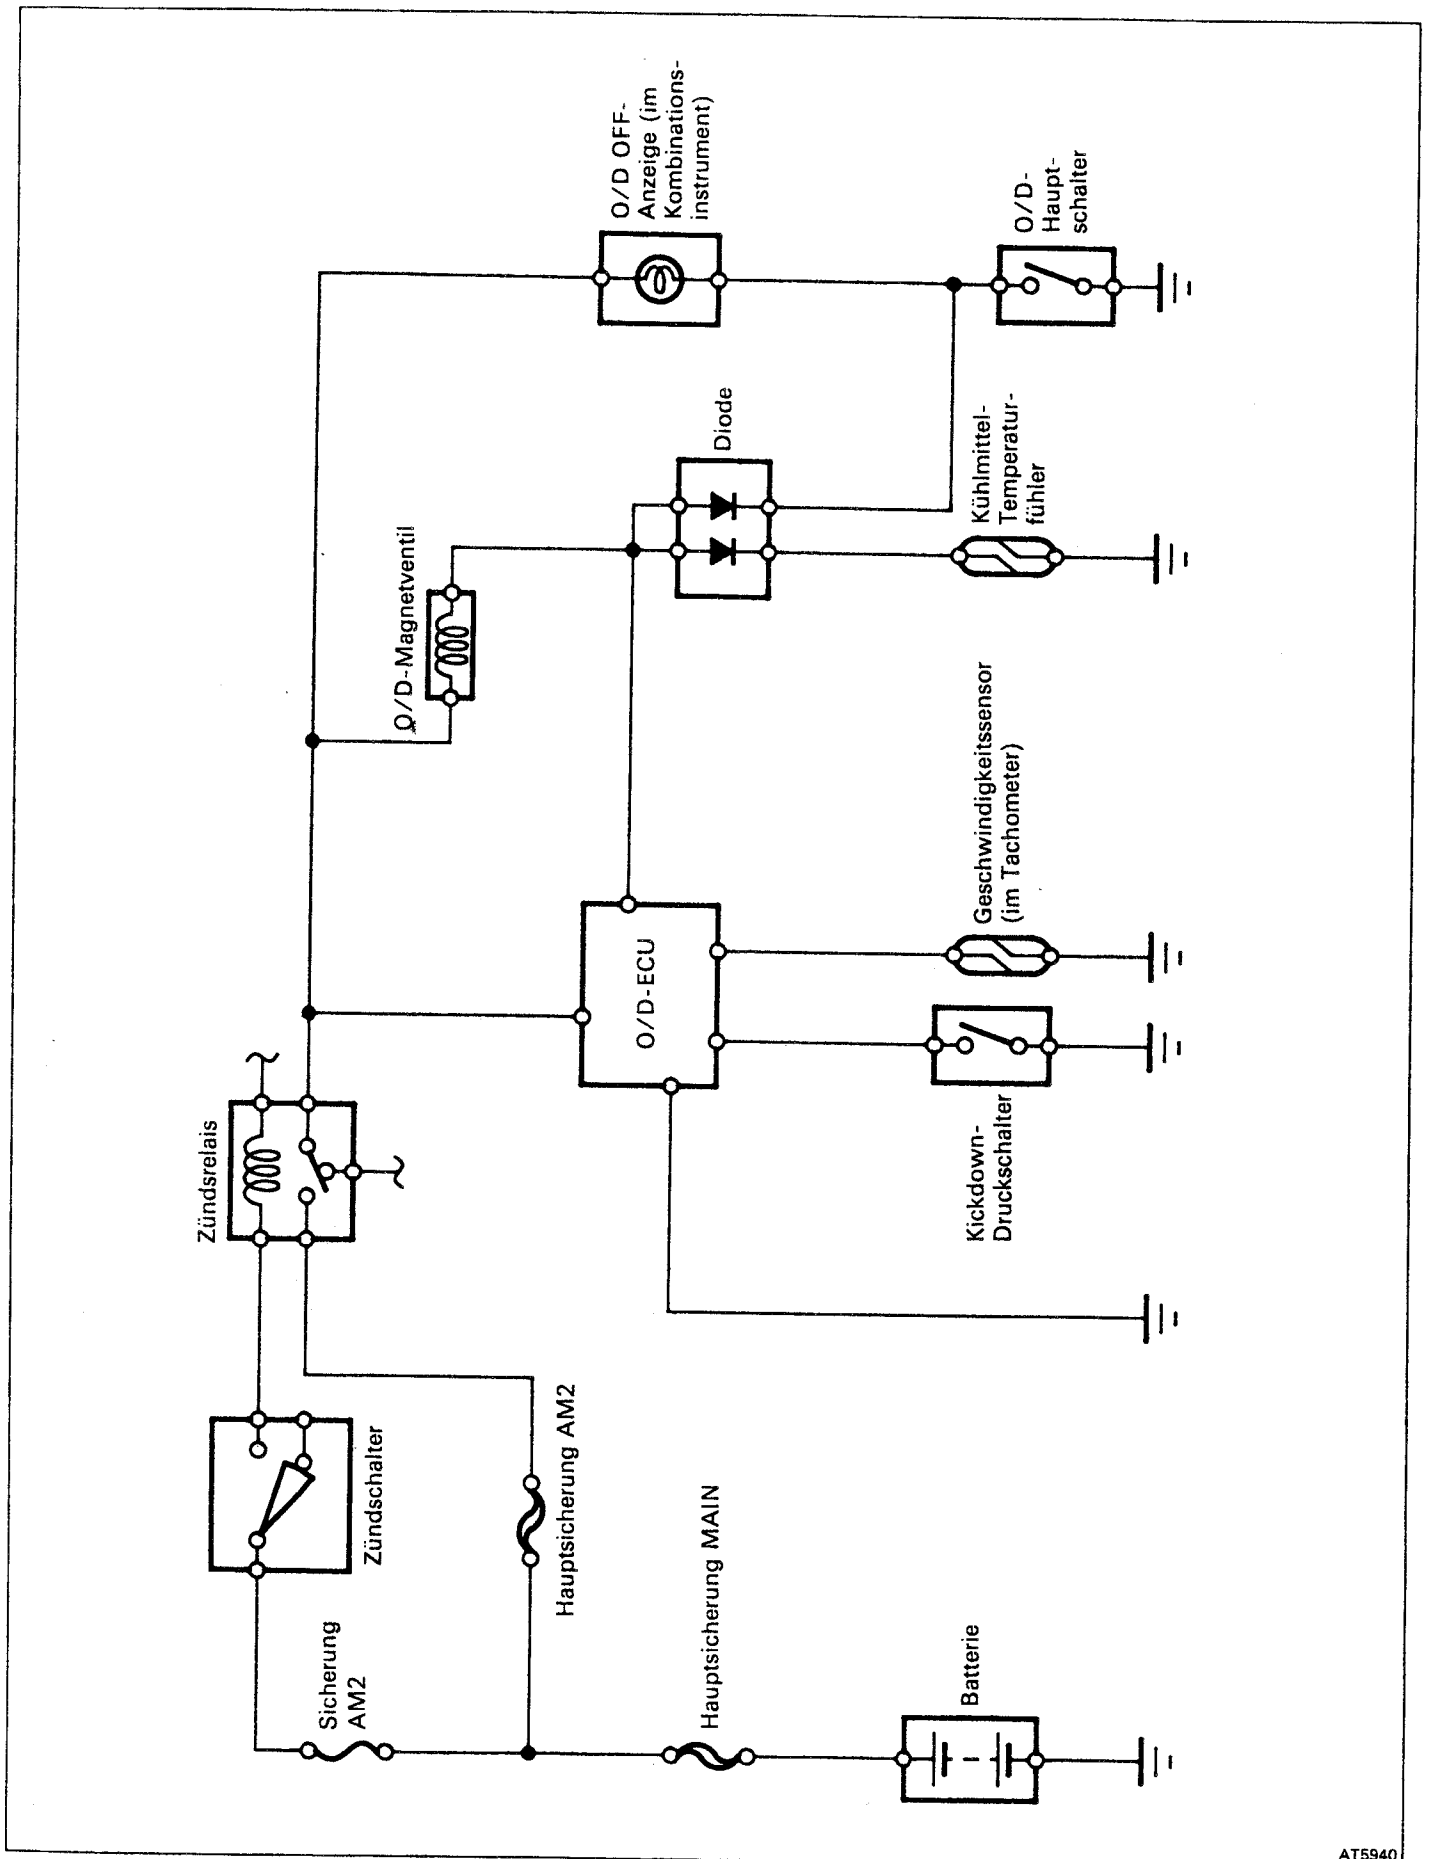 Sicherung
AM2
Zündschalter
Zündsrelais
Hauptsicherung AM2
Hauptsicherung MAIN
Batterie
O/D-ECU
Kickdown-
Druckschalter
Geschwindigkeitssensor
(im Tachometer)
O/D-Magnetventil
Diode
Kühlmittel-
Temperatur-
fühler
O/D OFF-
Anzeige (im
Kombinations-
instrument)
O/D-
Haupt-
schalter
AT5940